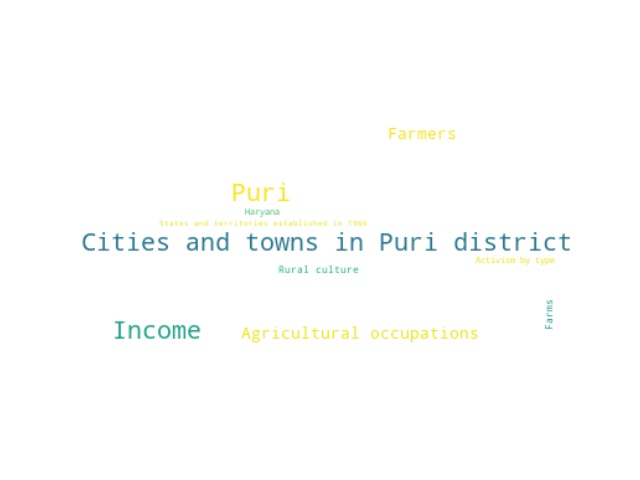 Farmers
Puri
Haryana
States and territories established in 1966
Cities and towns in Puri district
Activism by type
Rural culture
Farms
Income
Agricultural occupations